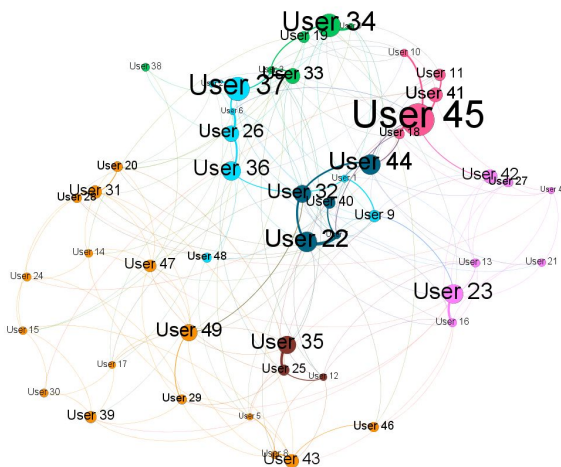 User 34
User 19
User 10
User 38
User 33
User 11
User 37
User 41
User 6
User 45
User 26
User 18
User 44
User 20
User 36
User 42
User 1
User 27
User 31
User 32
User 28
User 40
User 9
User 22
User 14
User 48
User 47
User 13
User 21
User 24
User 23
User 15
User 16
User 49
User 35
User 17
User 25
User 12
User 30
User 29
User 39
User 5
User 46
User 8
User 43